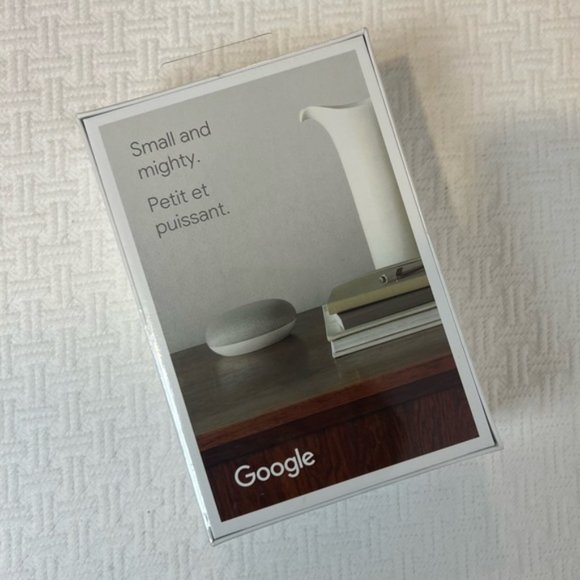 Small and
mighty.
Petit et
puissant.
Google